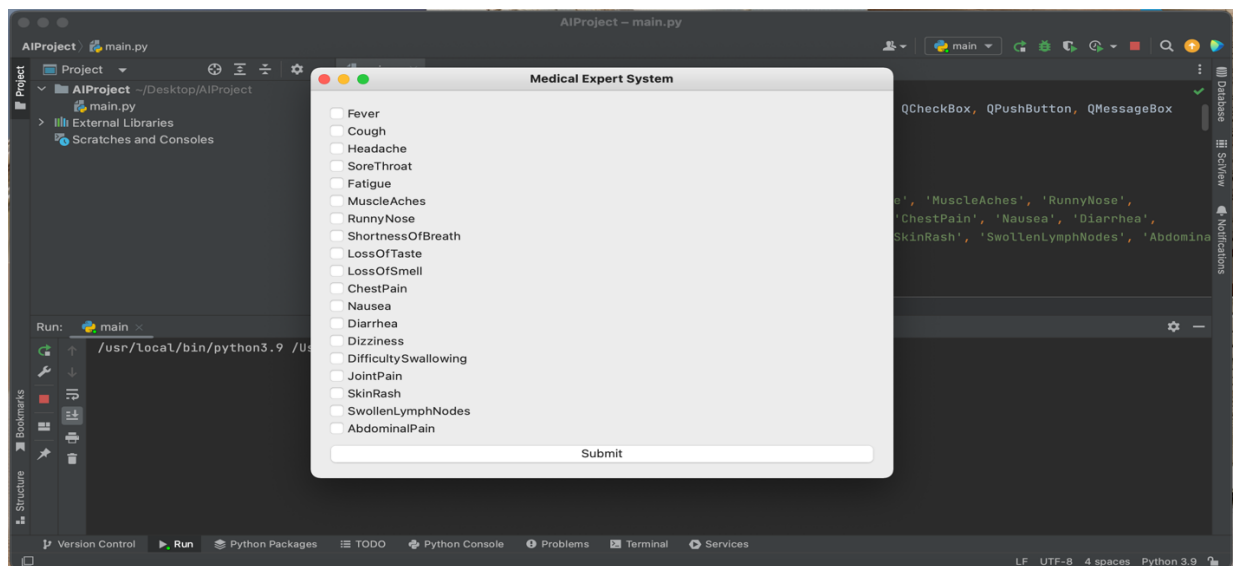 AIProject – main.py
AIProject main.py
main
Project
Project
AIProject ~/Desktop/AIProject
main.py
External Libraries
Scratches and Consoles
Medical Expert System
Fever
Cough
Headache
SoreThroat
Fatigue
MuscleAches
RunnyNose
ShortnessOfBreath
LossOfTaste
LossOfSmell
ChestPain
Nausea
Diarrhea
Dizziness
DifficultySwallowing
JointPain
SkinRash
SwollenLymphNodes
AbdominalPain
Submit
QCheckBox, QPushButton, QMessageBox
e', 'MuscleAches', 'RunnyNose',
'ChestPain', 'Nausea', 'Diarrhea',
SkinRash', 'SwollenLymphNodes', 'Abdomina
Database
SciView
Notifications
Run: main
/usr/local/bin/python3.9 /Us
Bookmarks
Structure
Version Control Run Python Packages TODO Python Console Problems Terminal Services
LF UTF-8 4 spaces Python 3.9